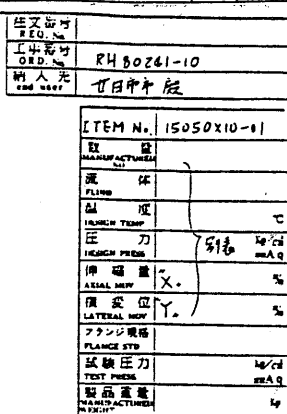 注文番号
REQ. No.
工事番号
ORD. No. RH80241-10
納入先
end user 廿日市市 殿
ITEM No. 15050X10-01
数量
MANUFACTURED
流体
FLUID
温度
DESIGN TEMP ℃
圧力 別表 kg/cm²
DESIGN PRESS mmAq
伸縮量 X. %
AXIAL MOV
横変位 Y. %
LATERAL MOV
フランジ規格
FLANGE STD
試験圧力 kg/cm²
TEST PRESS mmAq
製品重量 kg
MANUFACTURED WEIGHT